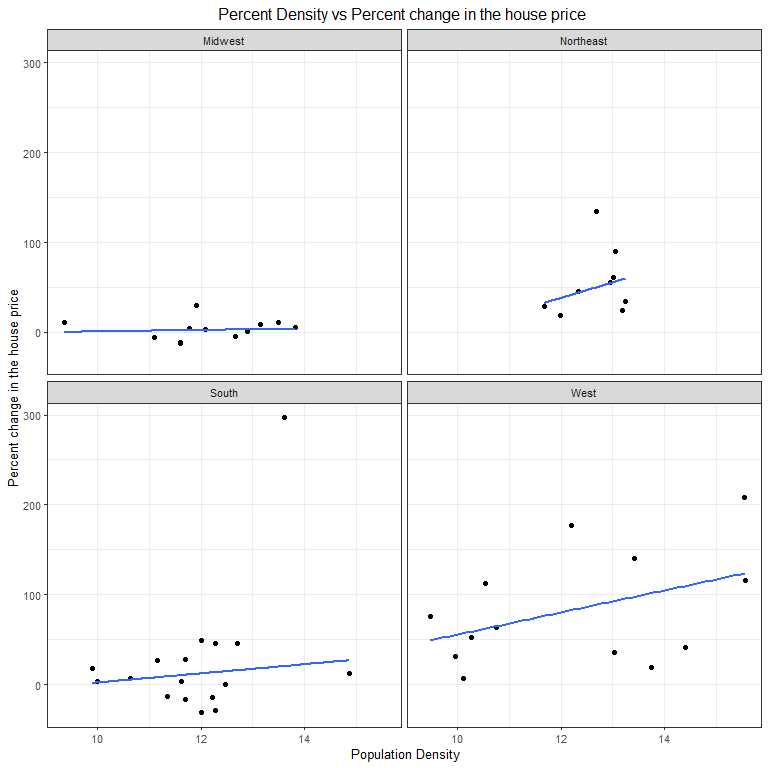 Percent Density vs Percent change in the house price
Midwest
Northeast
300
200
100
0
South
West
300
200
100
0
10
12
14
10
12
14
Percent change in the house price
Population Density